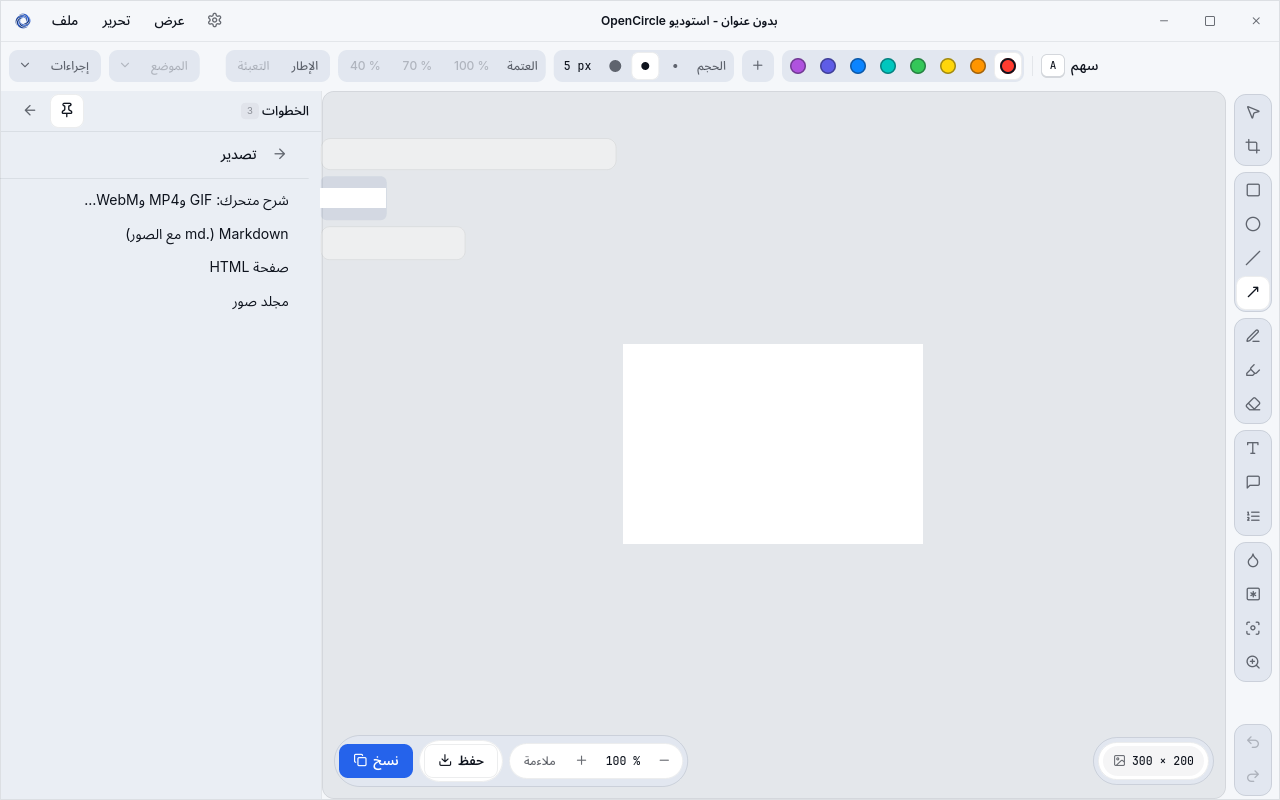 ملف تحرير عرض
بدون عنوان - استوديو OpenCircle
سهم A
الحجم 5 px
العتمة 100 % 70 % 40 %
الإطار التعبئة
الموضع
إجراءات
الخطوات 3
تصدير
شرح متحرك: GIF وMP4 وWebM...
Markdown (.md مع الصور)
صفحة HTML
مجلد صور
نسخ
حفظ
ملاءمة
100 %
300 × 200